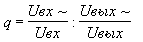 q = Uвх ~ / Uвх : Uвых ~ / Uвых